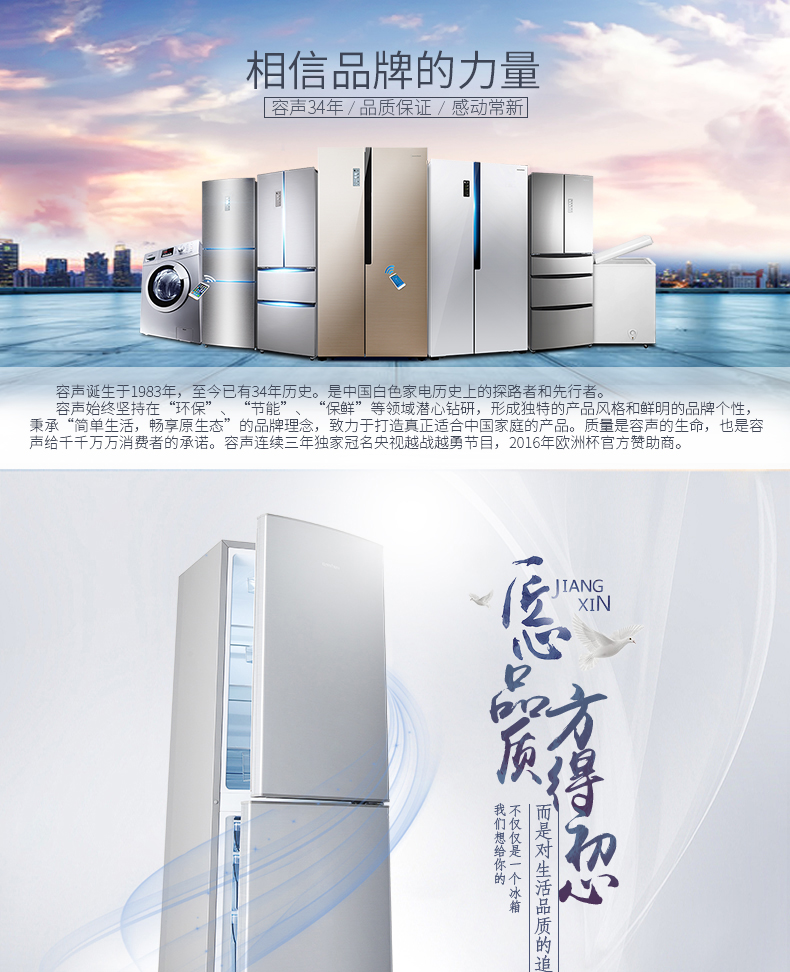 相信品牌的力量
容声34年 / 品质保证 / 感动常新
容声诞生于1983年，至今已有34年历史。是中国白色家电历史上的探路者和先行者。
容声始终坚持在“环保”、“节能”、“保鲜”等领域潜心钻研，形成独特的产品风格和鲜明的品牌个性，
秉承“简单生活，畅享原生态”的品牌理念，致力于打造真正适合中国家庭的产品。质量是容声的生命，也是容
声给千千万万消费者的承诺。容声连续三年独家冠名央视越战越勇节目，2016年欧洲杯官方赞助商。
匠心品质
JIANG
XIN
方得初心
我们想给你的
不仅仅是一个冰箱
而是对生活品质的追